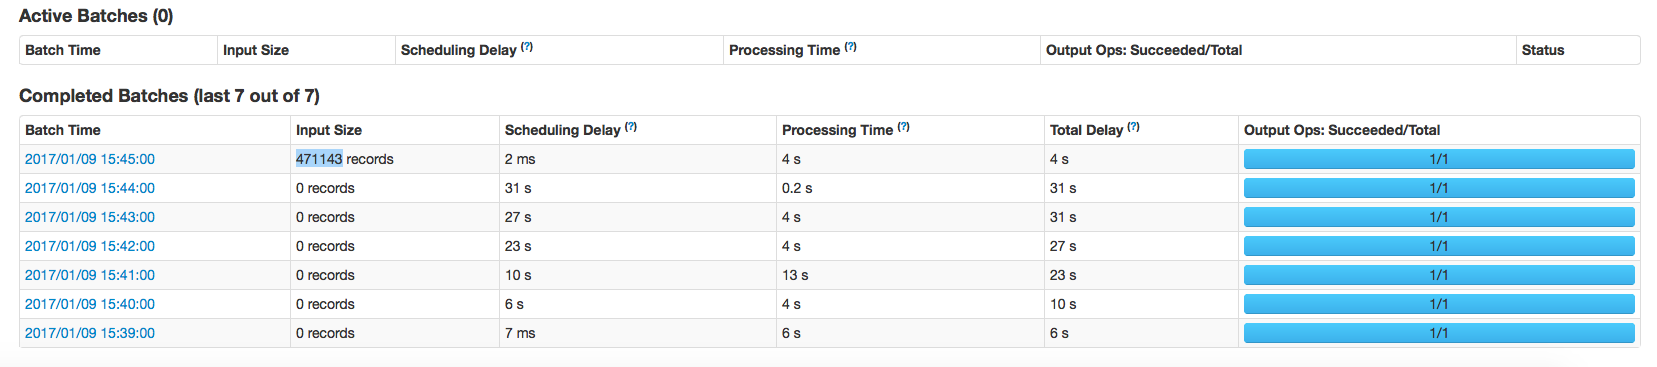 Active Batches (0)
Batch Time Input Size Scheduling Delay (?) Processing Time (?) Output Ops: Succeeded/Total Status
Completed Batches (last 7 out of 7)
Batch Time Input Size Scheduling Delay (?) Processing Time (?) Total Delay (?) Output Ops: Succeeded/Total
2017/01/09 15:45:00 471143 records 2 ms 4 s 4 s 1/1
2017/01/09 15:44:00 0 records 31 s 0.2 s 31 s 1/1
2017/01/09 15:43:00 0 records 27 s 4 s 31 s 1/1
2017/01/09 15:42:00 0 records 23 s 4 s 27 s 1/1
2017/01/09 15:41:00 0 records 10 s 13 s 23 s 1/1
2017/01/09 15:40:00 0 records 6 s 4 s 10 s 1/1
2017/01/09 15:39:00 0 records 7 ms 6 s 6 s 1/1